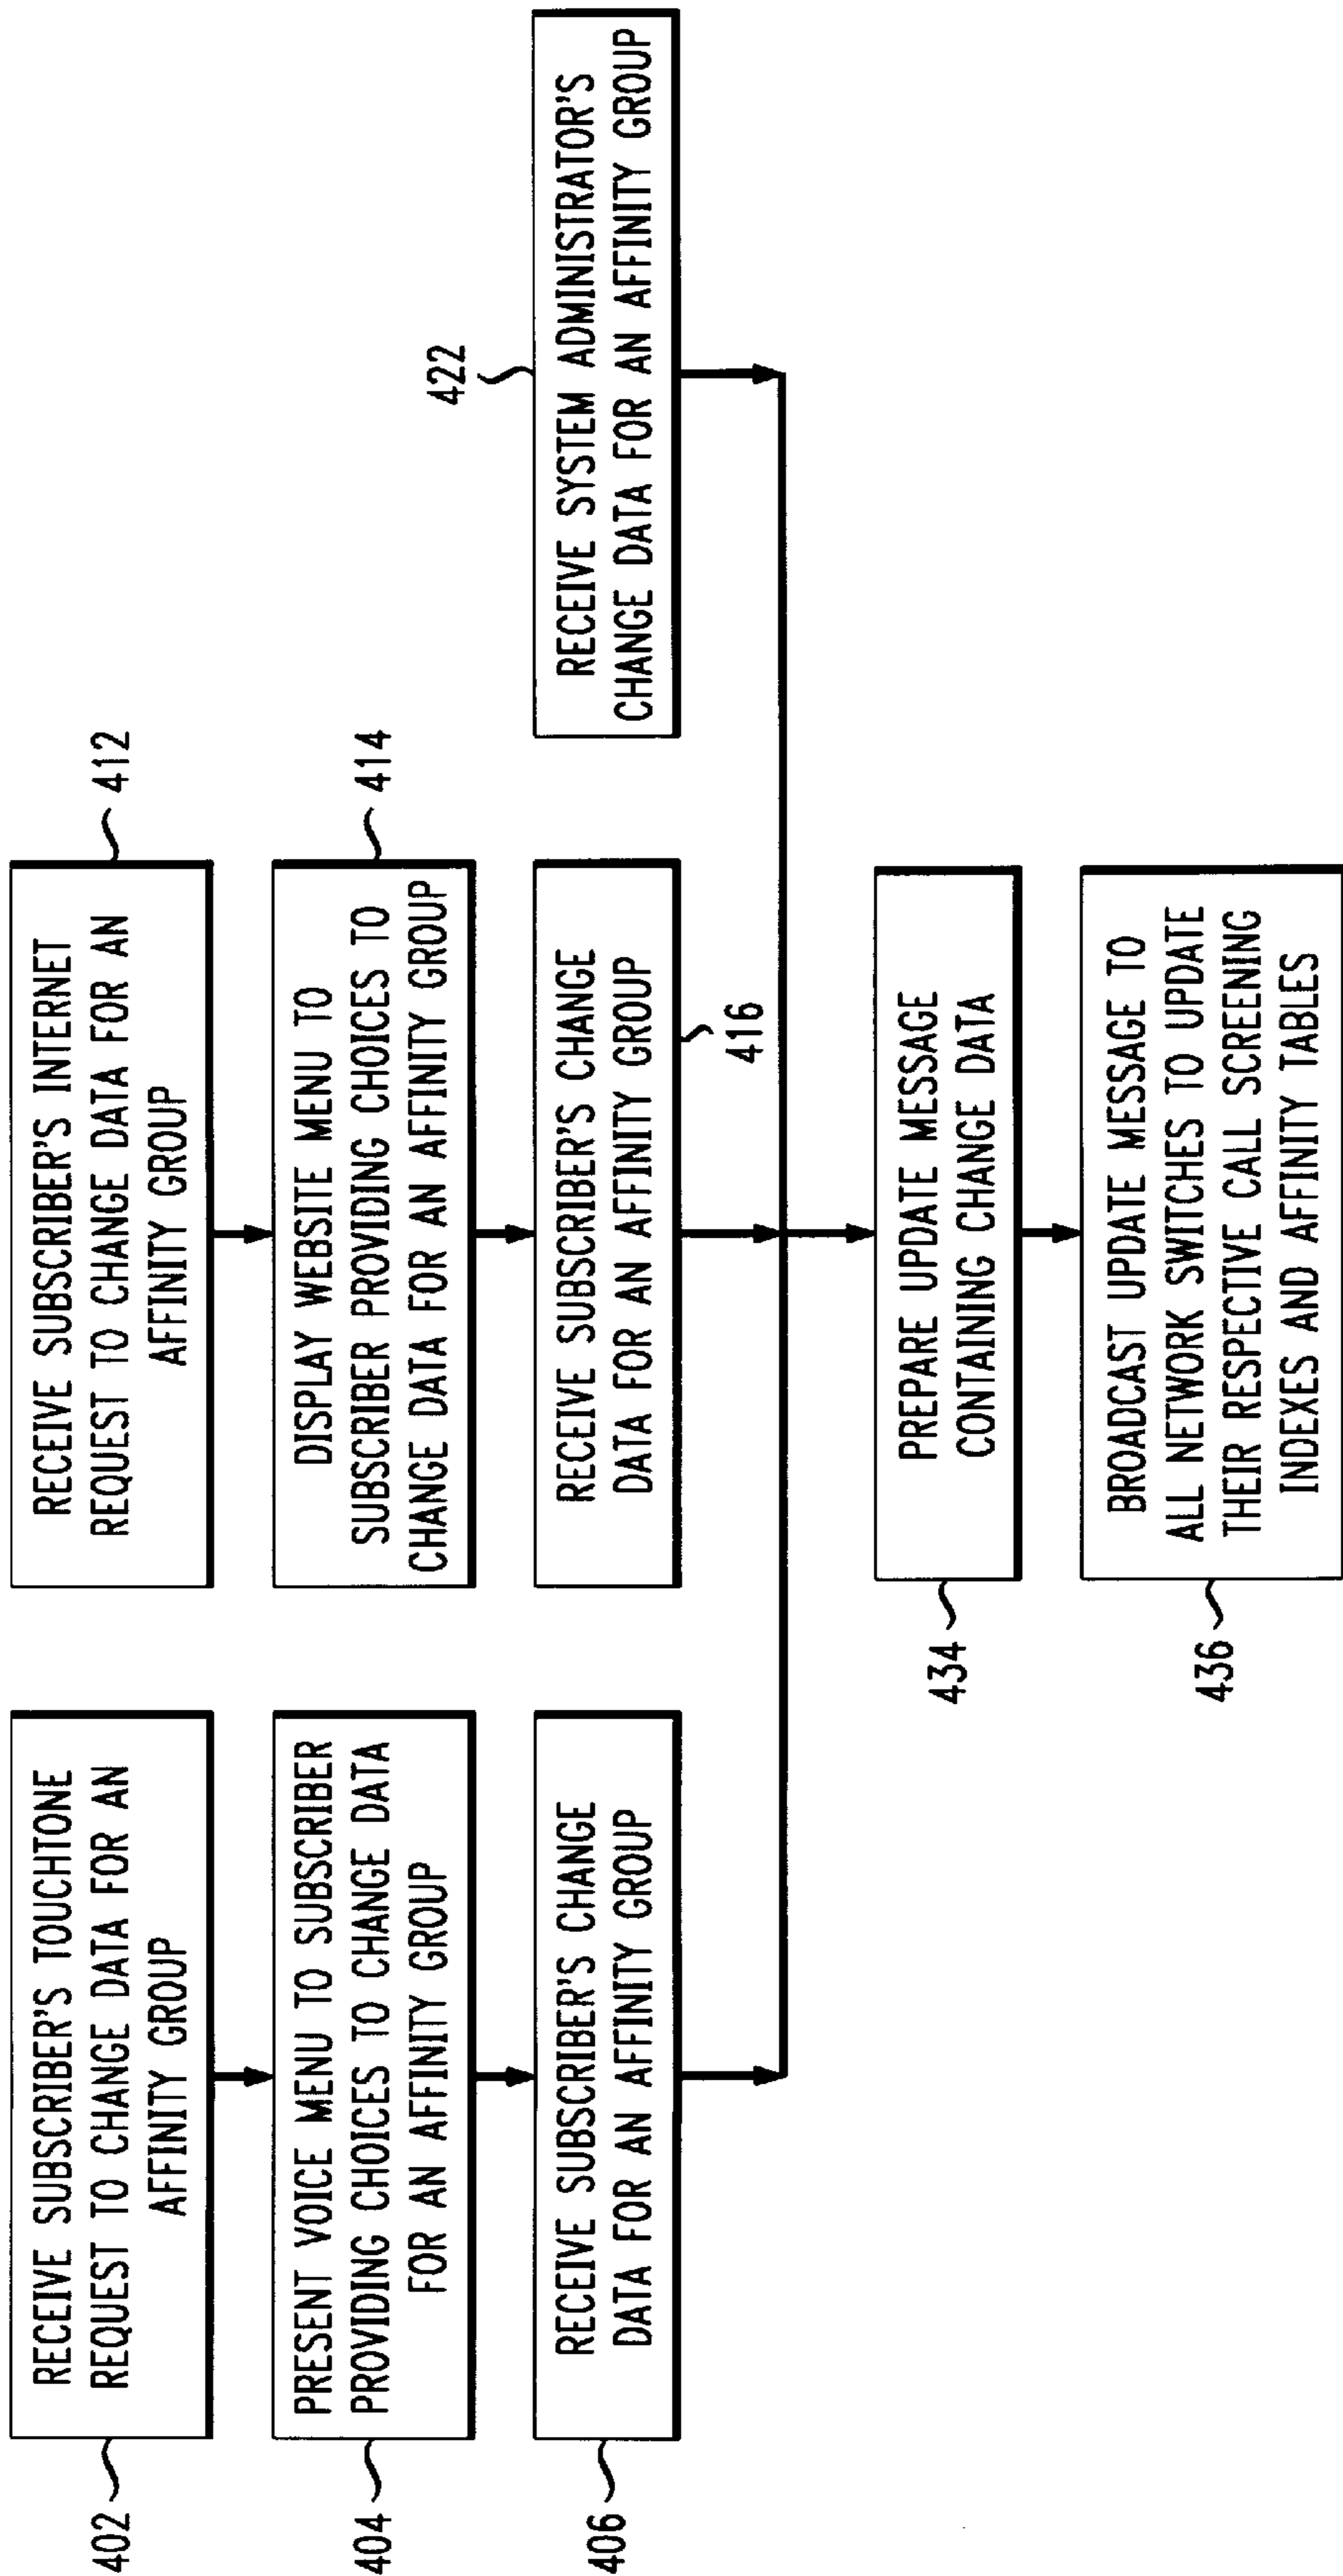 402
RECEIVE SUBSCRIBER'S TOUCHTONE
REQUEST TO CHANGE DATA FOR AN
AFFINITY GROUP
404
PRESENT VOICE MENU TO SUBSCRIBER
PROVIDING CHOICES TO CHANGE DATA
FOR AN AFFINITY GROUP
406
RECEIVE SUBSCRIBER'S CHANGE
DATA FOR AN AFFINITY GROUP
RECEIVE SUBSCRIBER'S INTERNET
REQUEST TO CHANGE DATA FOR AN
AFFINITY GROUP
412
DISPLAY WEBSITE MENU TO
SUBSCRIBER PROVIDING CHOICES TO
CHANGE DATA FOR AN AFFINITY GROUP
414
RECEIVE SUBSCRIBER'S CHANGE
DATA FOR AN AFFINITY GROUP
416
422
RECEIVE SYSTEM ADMINISTRATOR'S
CHANGE DATA FOR AN AFFINITY GROUP
434
PREPARE UPDATE MESSAGE
CONTAINING CHANGE DATA
436
BROADCAST UPDATE MESSAGE TO
ALL NETWORK SWITCHES TO UPDATE
THEIR RESPECTIVE CALL SCREENING
INDEXES AND AFFINITY TABLES